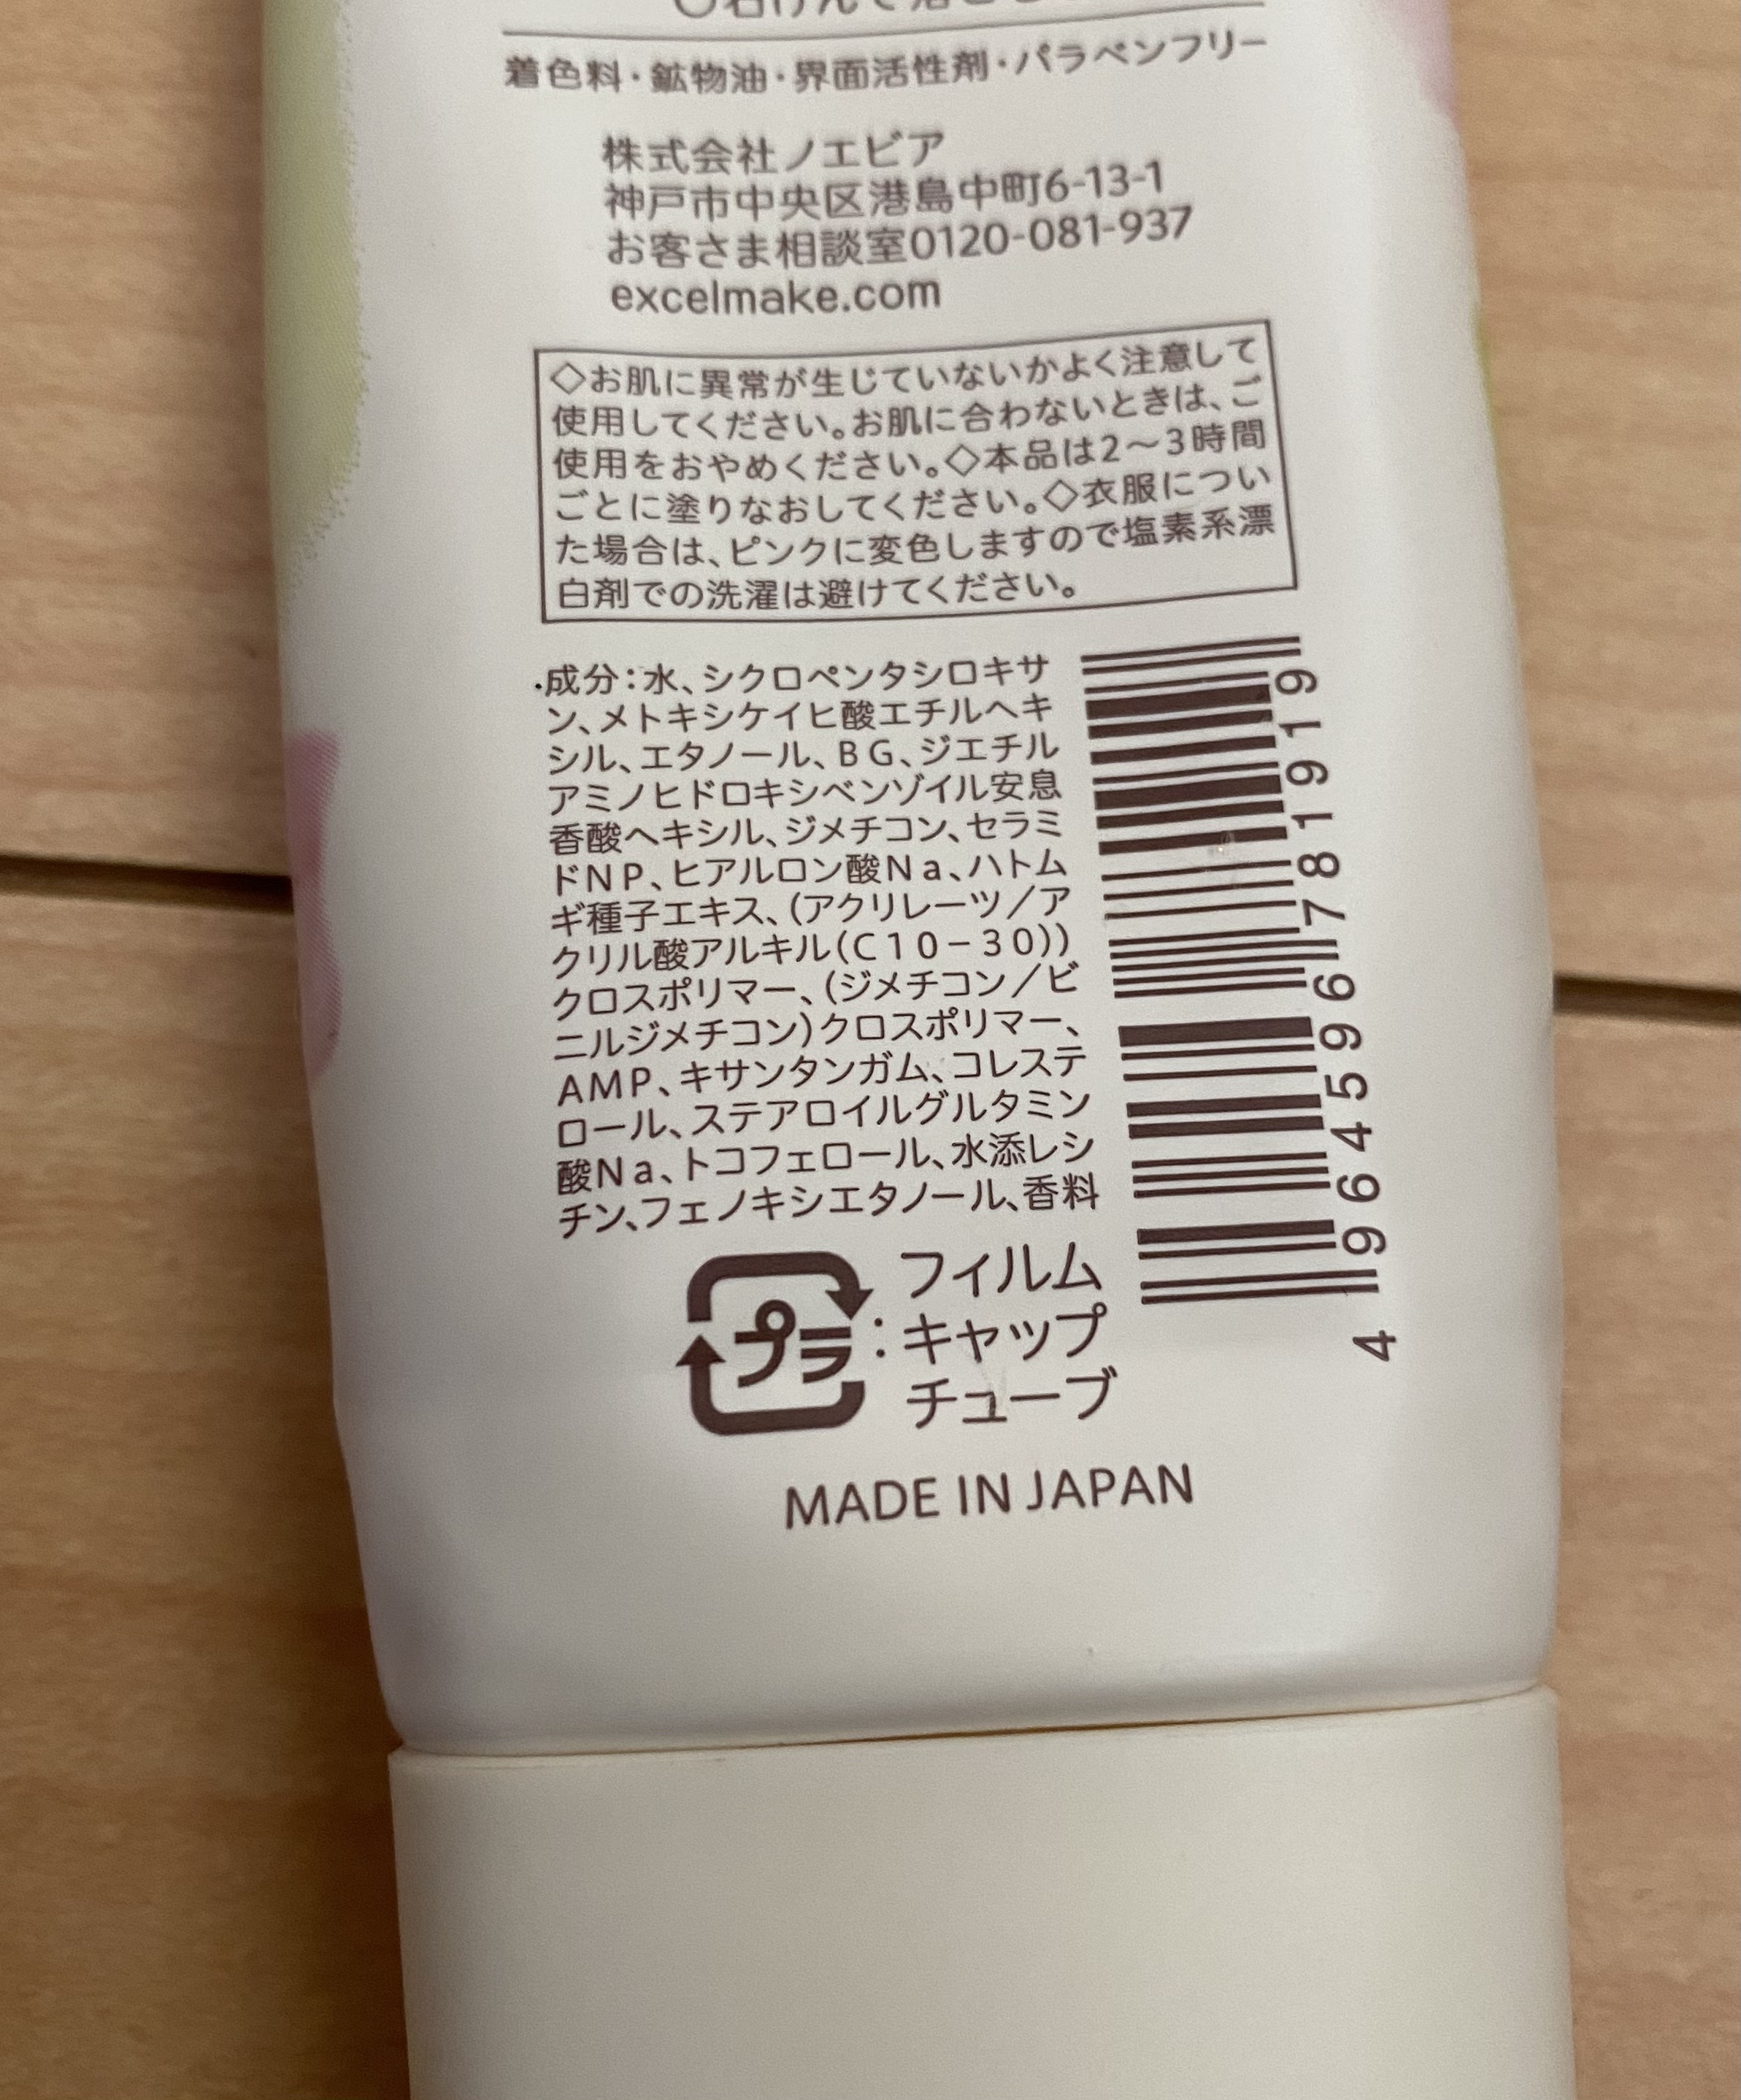 着色料・鉱物油・界面活性剤・パラベンフリー
株式会社ノエビア
神戸市中央区港島中町6-13-1
お客さま相談室0120-081-937
excelmake.com
◇お肌に異常が生じていないかよく注意して
使用してください。お肌に合わないときは、ご
使用をおやめください。◇本品は2〜3時間
ごとに塗りなおしてください。◇衣服につい
た場合は、ピンクに変色しますので塩素系漂
白剤での洗濯は避けてください。
成分：水、シクロペンタシロキサ
ン、メトキシケイヒ酸エチルヘキ
シル、エタノール、BG、ジエチル
アミノヒドロキシベンゾイル安息
香酸ヘキシル、ジメチコン、セラミ
ドNP、ヒアルロン酸Na、ハトム
ギ種子エキス、(アクリレーツ／ア
クリル酸アルキル(C10−30))
クロスポリマー、(ジメチコン／ビ
ニルジメチコン)クロスポリマー、
AMP、キサンタンガム、コレステ
ロール、ステアロイルグルタミン
酸Na、トコフェロール、水添レシ
チン、フェノキシエタノール、香料
4 964596 781919
プラ：フィルム
キャップ
チューブ
MADE IN JAPAN